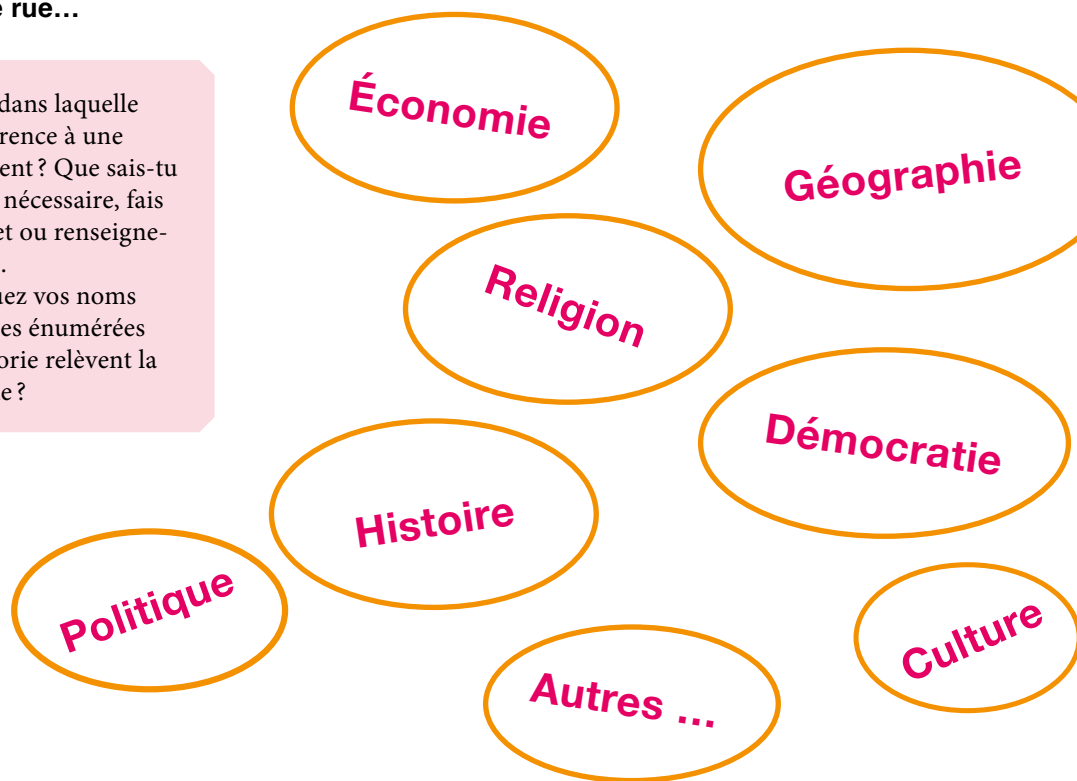 e rue…
dans laquelle
rence à une
ent ? Que sais-tu
nécessaire, fais
et ou renseigne-
.
uez vos noms
es énumérées
orie relèvent la
e ?
Économie
Géographie
Religion
Démocratie
Histoire
Politique
Culture
Autres …